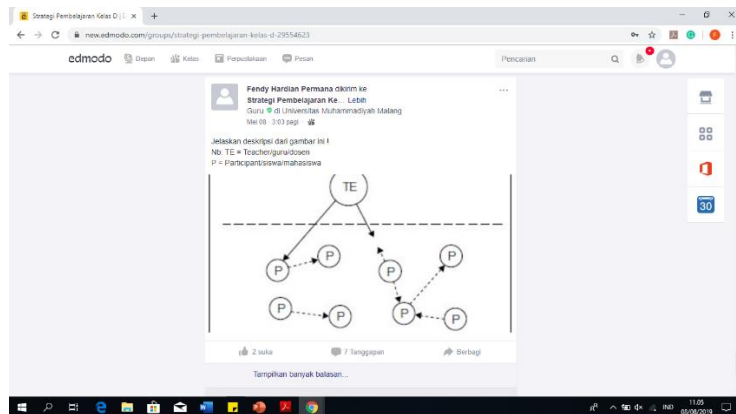 Strategi Pembelajaran Kelas D |
new.edmodo.com/groups/strategi-pembelajaran-kelas-d-29554623
edmodo Depan Kelas Perpustakaan Pesan Pencarian
Fendy Hardian Permana dikirim ke
Strategi Pembelajaran Ke... Lebih
Guru di Universitas Muhammadiyah Malang
Mei 08 · 3:03 pagi
Jelaskan deskripsi dari gambar ini !
Nb. TE = Teacher/guru/dosen
P = Participant/siswa/mahasiswa
TE
P P P P
P P P P
2 suka 7 Tanggapan Berbagi
Tampilkan banyak balasan...
30
IND
11.05
08/08/2019